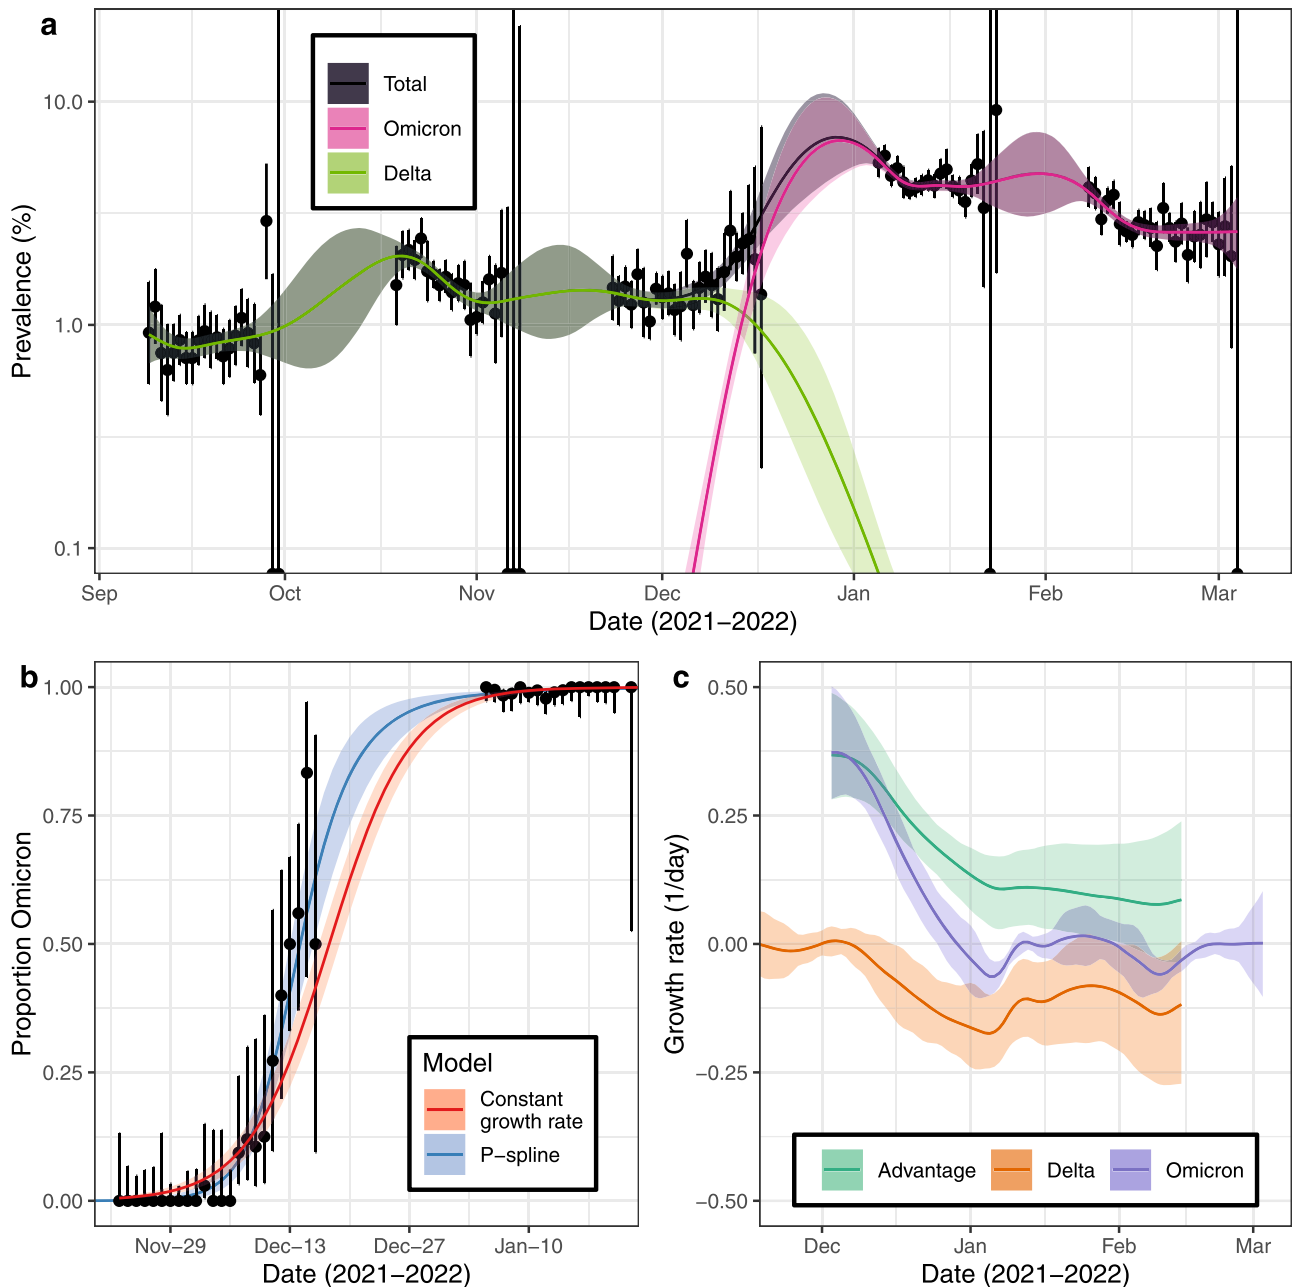 a
Total
Omicron
Delta
10.0
1.0
0.1
Prevalence (%)
Sep
Oct
Nov
Dec
Jan
Feb
Mar
Date (2021–2022)
b
1.00
0.75
0.50
0.25
0.00
Proportion Omicron
Model
Constant
growth rate
P–spline
Nov–29
Dec–13
Dec–27
Jan–10
Date (2021–2022)
c
0.50
0.25
0.00
−0.25
−0.50
Growth rate (1/day)
Advantage
Delta
Omicron
Dec
Jan
Feb
Mar
Date (2021–2022)